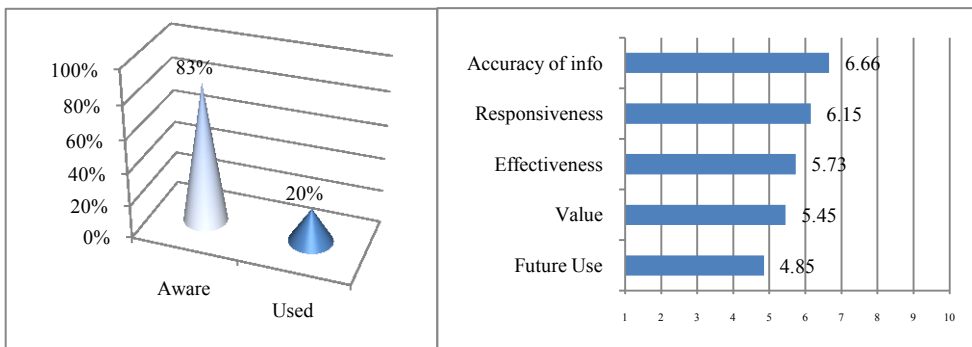 100%
80%
60%
40%
20%
0%
83%
20%
Aware
Used
Accuracy of info 6.66
Responsiveness 6.15
Effectiveness 5.73
Value 5.45
Future Use 4.85
1 2 3 4 5 6 7 8 9 10